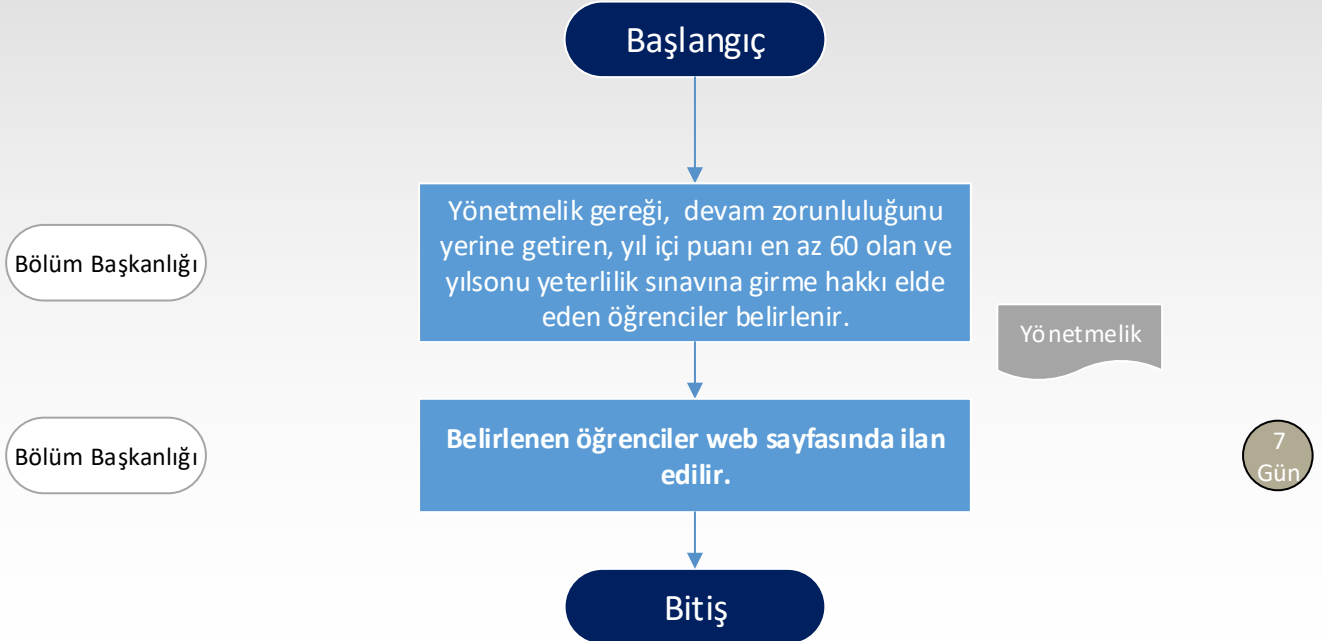 Başlangıç
Bölüm Başkanlığı
Yönetmelik gereği, devam zorunluluğunu
yerine getiren, yıl içi puanı en az 60 olan ve
yılsonu yeterlilik sınavına girme hakkı elde
eden öğrenciler belirlenir.
Yönetmelik
Bölüm Başkanlığı
Belirlenen öğrenciler web sayfasında ilan
edilir.
7
Gün
Bitiş